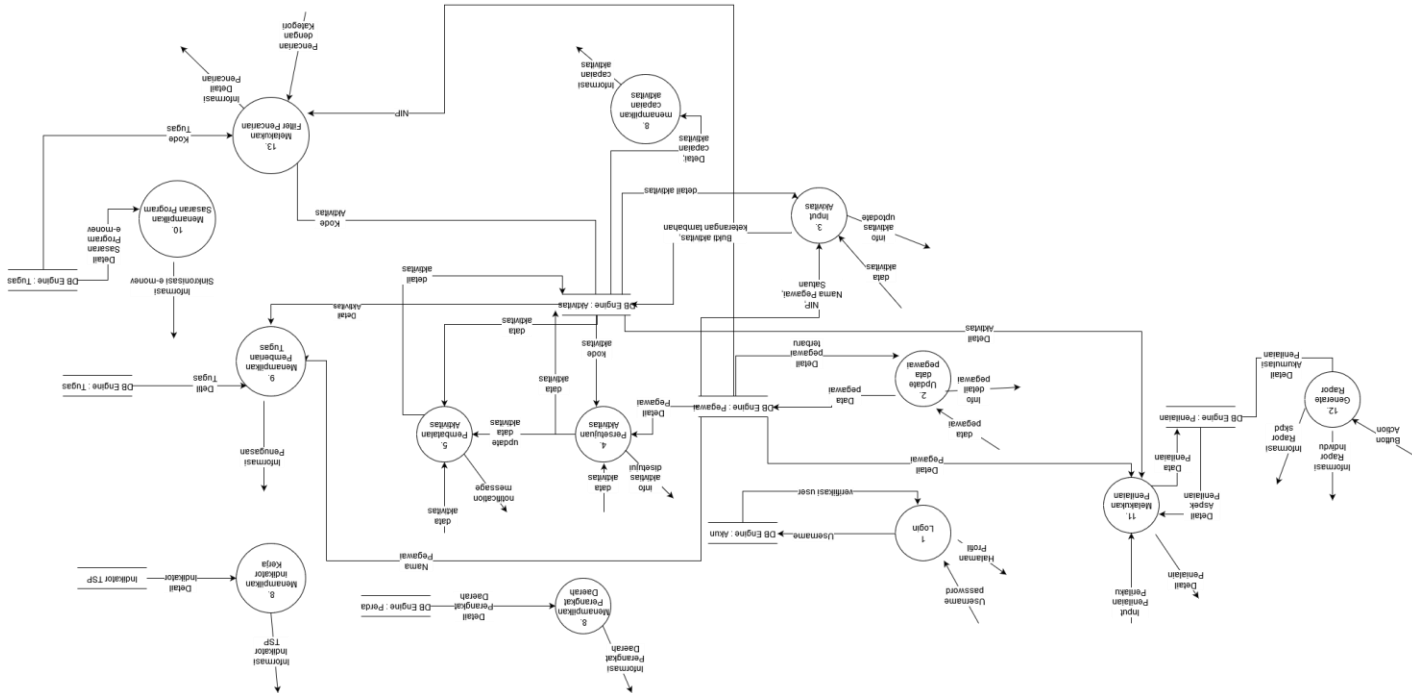 Input
Penilaian
Perilaku
Detail
Penialain
11.
Melakukan
Penilaian
Detail
Aspek
Penilaian
Penilaian
Data
DB Engine : Penilaian
Action
Button
12.
Generate
Rapor
Informasi
Rapor
Individu
Informasi
Rapor
skpd
Detail
Akumulasi
Penilaian
Username
password
Halaman
Profil
1
Login
Username
verifikasi user
DB Engine : Akun
Informasi
Perangkat
Daerah
8.
Menampilkan
Perangkat
Daerah
Detail
Perangkat
Daerah
DB Engine : Perda
Informasi
Indikator
TSP
8.
Menampilkan
indikator
Kerja
Detail
Indikator
Indikator TSP
Nama
Pegawai
Detail
Pegawai
pegawai
data
Info
detail
pegawai
2.
Update
data
pegawai
Data
pegawai
Detail
pegawai
terbaru
DB Engine : Pegawai
Detail
Pegawai
data
aktivitas
info
aktivitas
disetujui
4.
Persetujuan
Aktivitas
update
data
aktivitas
data
aktivitas
notification
message
5.
Pembatalan
Aktivitas
data
aktivitas
kode
aktivitas
data
aktivitas
detail
aktivitas
Informasi
Penugasan
9.
Menampilkan
Pemberian
Tugas
Detil
Tugas
DB Engine : Tugas
Detail
Aktivitas
Detail
Aktivitas
DB Engine : Aktivitas
NIP,
Nama Pegawai,
Satuan
data
aktivitas
info
aktivitas
uptodate
3.
Input
Akivitas
Bukti aktivitas,
keterangan tambahan
detail aktivitas
Informasi
Sinkronisasi e-monev
10.
Menampilkan
Sasaran Program
Detail
Sasaran
Program
e-monev
DB Engine : Tugas
Kode
Aktivitas
Detai;
capaian
aktivitas
8.
menampilkan
capaian
aktivitas
Informasi
capaian
aktivitas
NIP
13.
Melakukan
Filter Pencarian
Kode
Tugas
Informasi
Detail
Pencarian
Pencarian
dengan
Kategori